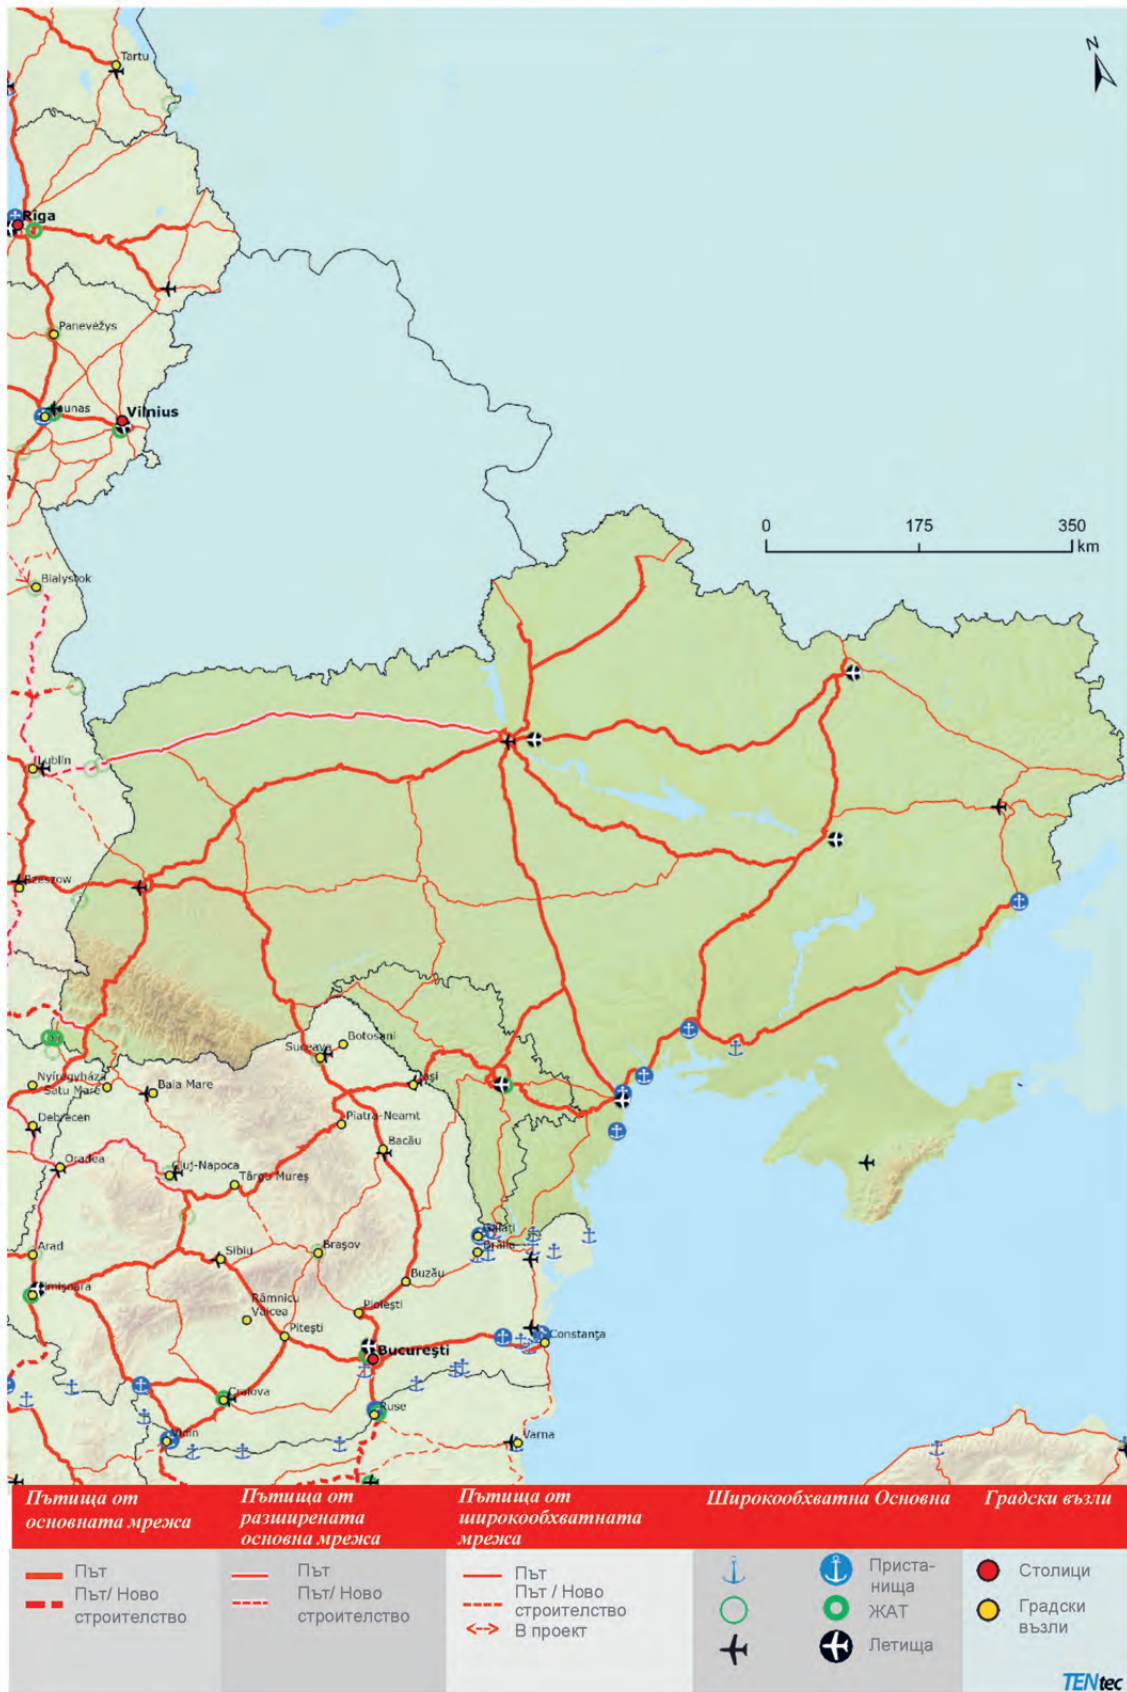 N
Tartu
Riga
Panevėžys
Vilnius
0 175 350
km
Bialystok
Lublin
Rzeszow
Botoșani
Suceava
Iași
Nyíregyháza
Satu Mare
Baia Mare
Debrecen
Piatra-Neamt
Bacău
Oradea
Cluj-Napoca
Târgu Mureș
Galați
Brăila
Arad
Sibiu
Brașov
Timișoara
Buzău
Râmnicu
Vâlcea
Ploiești
Pitești
Constanța
București
Craiova
Ruse
Vidin
Varna
Пътища от
основната мрежа
Пътища от
разширената
основна мрежа
Пътища от
широкообхватната
мрежа
Широкообхватна Основна
Градски възли
Път
Път/ Ново
строителство
Път
Път/ Ново
строителство
Път
Път / Ново
строителство
В проект
Приста-
нища
ЖАТ
Летища
Столици
Градски
възли
TENtec